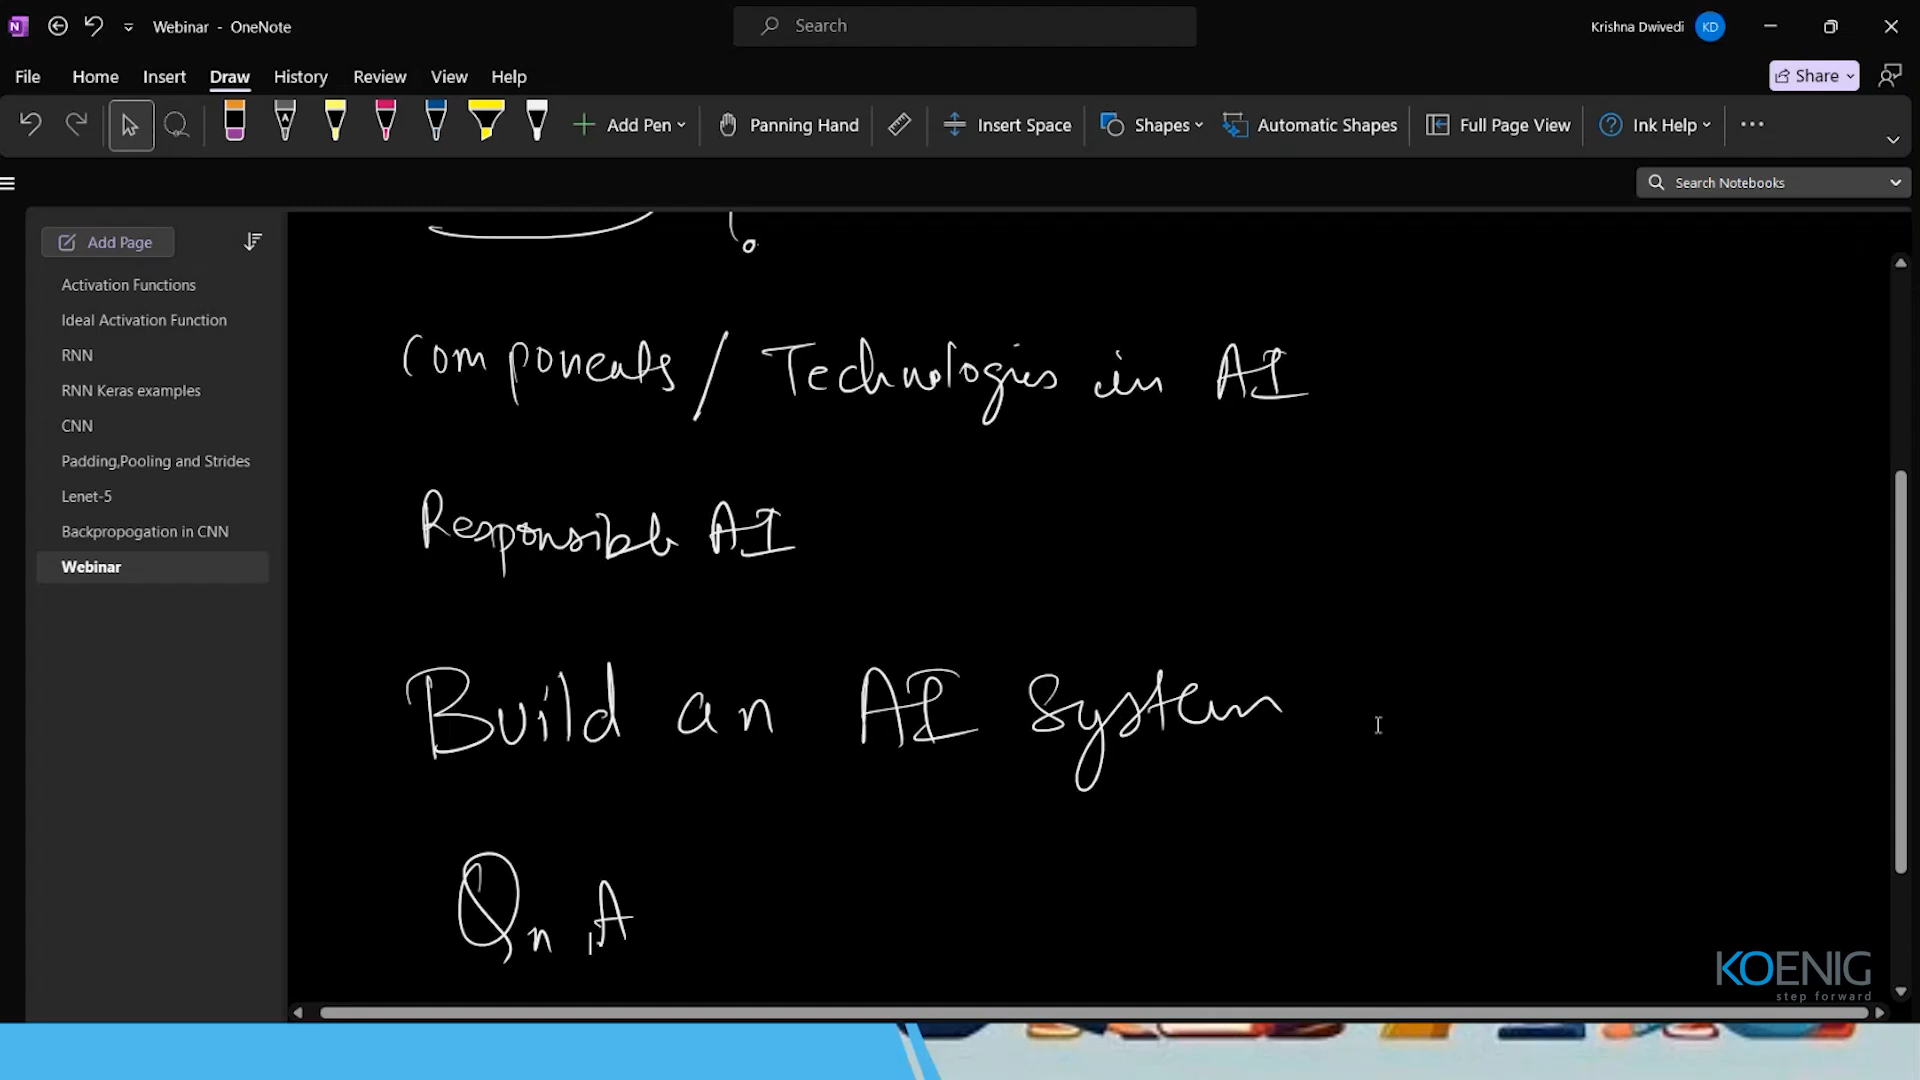 Webinar - OneNote
Search
Krishna Dwivedi
KD
File Home Insert Draw History Review View Help
Share
Add Pen
Panning Hand
Insert Space
Shapes
Automatic Shapes
Full Page View
Ink Help
Search Notebooks
Add Page
Activation Functions
Ideal Activation Function
RNN
RNN Keras examples
CNN
Padding,Pooling and Strides
Lenet-5
Backpropogation in CNN
Webinar
Components / Technologies in AI
Responsible AI
Build an AI System
Q n A
KOENIG
step forward